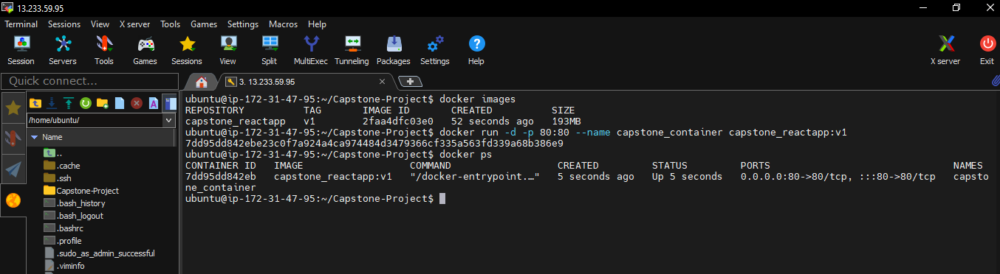 13.233.59.95
Terminal Sessions View X server Tools Games Settings Macros Help
Session Servers Tools Games Sessions View Split MultiExec Tunneling Packages Settings Help X server Exit
Quick connect...
3. 13.233.59.95
/home/ubuntu/
Name
..
.cache
.ssh
Capstone-Project
.bash_history
.bash_logout
.bashrc
.profile
.sudo_as_admin_successful
.viminfo
ubuntu@ip-172-31-47-95:~/Capstone-Project$ docker images
REPOSITORY TAG IMAGE ID CREATED SIZE
capstone_reactapp v1 2faa4dfc03e0 52 seconds ago 193MB
ubuntu@ip-172-31-47-95:~/Capstone-Project$ docker run -d -p 80:80 --name capstone_container capstone_reactapp:v1
7dd95dd842ebe23c0f7a924a4ca974484d3479366cf335a563fd339a68b386e9
ubuntu@ip-172-31-47-95:~/Capstone-Project$ docker ps
CONTAINER ID IMAGE COMMAND CREATED STATUS PORTS NAMES
7dd95dd842eb capstone_reactapp:v1 "/docker-entrypoint.…" 5 seconds ago Up 5 seconds 0.0.0.0:80->80/tcp, :::80->80/tcp capsto
ne_container
ubuntu@ip-172-31-47-95:~/Capstone-Project$